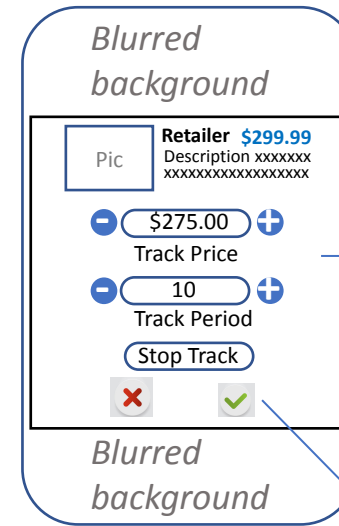 Blurred
background
Pic
Retailer $299.99
Description xxxxxxx
xxxxxxxxxxxxxxxxxx
- $275.00 +
Track Price
- 10 +
Track Period
Stop Track
Blurred
background